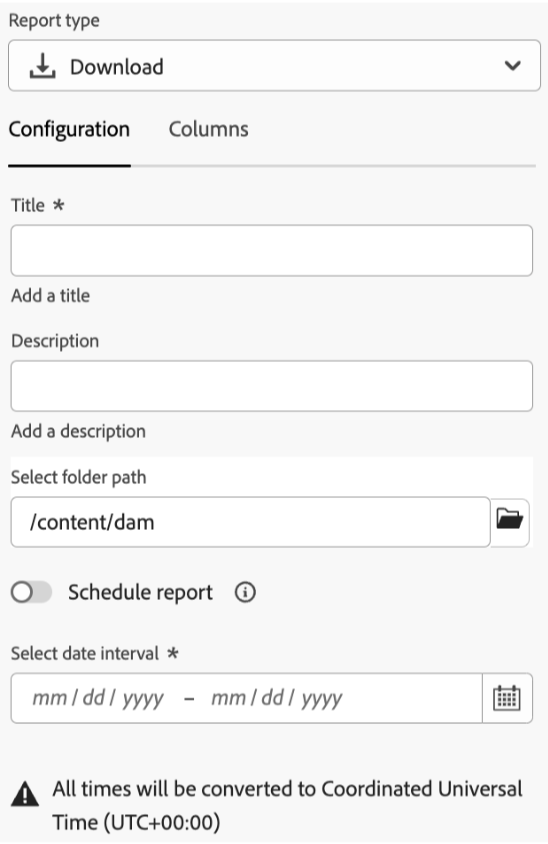 Report type
Download
Configuration Columns
Title *
Add a title
Description
Add a description
Select folder path
/content/dam
Schedule report
Select date interval *
mm / dd / yyyy – mm / dd / yyyy
All times will be converted to Coordinated Universal
Time (UTC+00:00)